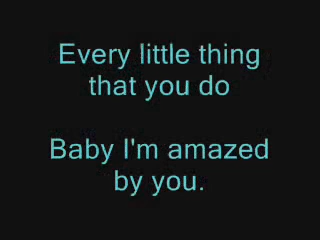 Every little thing
that you do
Baby I'm amazed
by you.